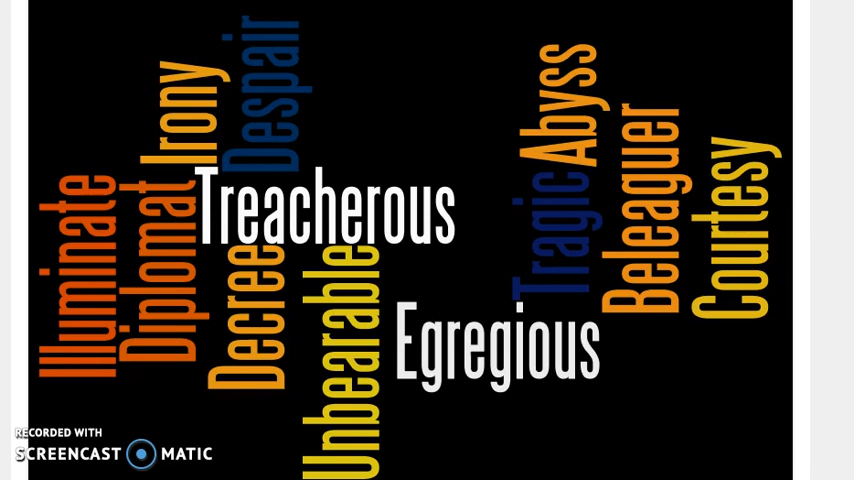 Illuminate
Diplomat
Irony
Despair
Treacherous
Decree
Unbearable
Egregious
Tragic
Abyss
Beleaguer
Courtesy
RECORDED WITH
SCREENCAST MATIC